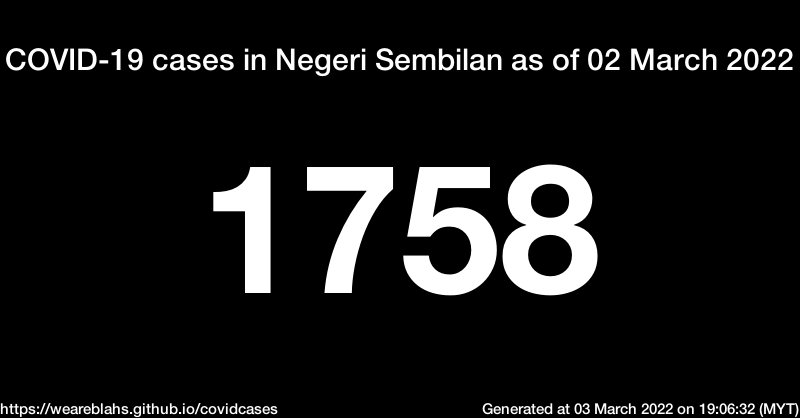 COVID-19 cases in Negeri Sembilan as of 02 March 2022
1758
https://weareblahs.github.io/covidcases
Generated at 03 March 2022 on 19:06:32 (MYT)